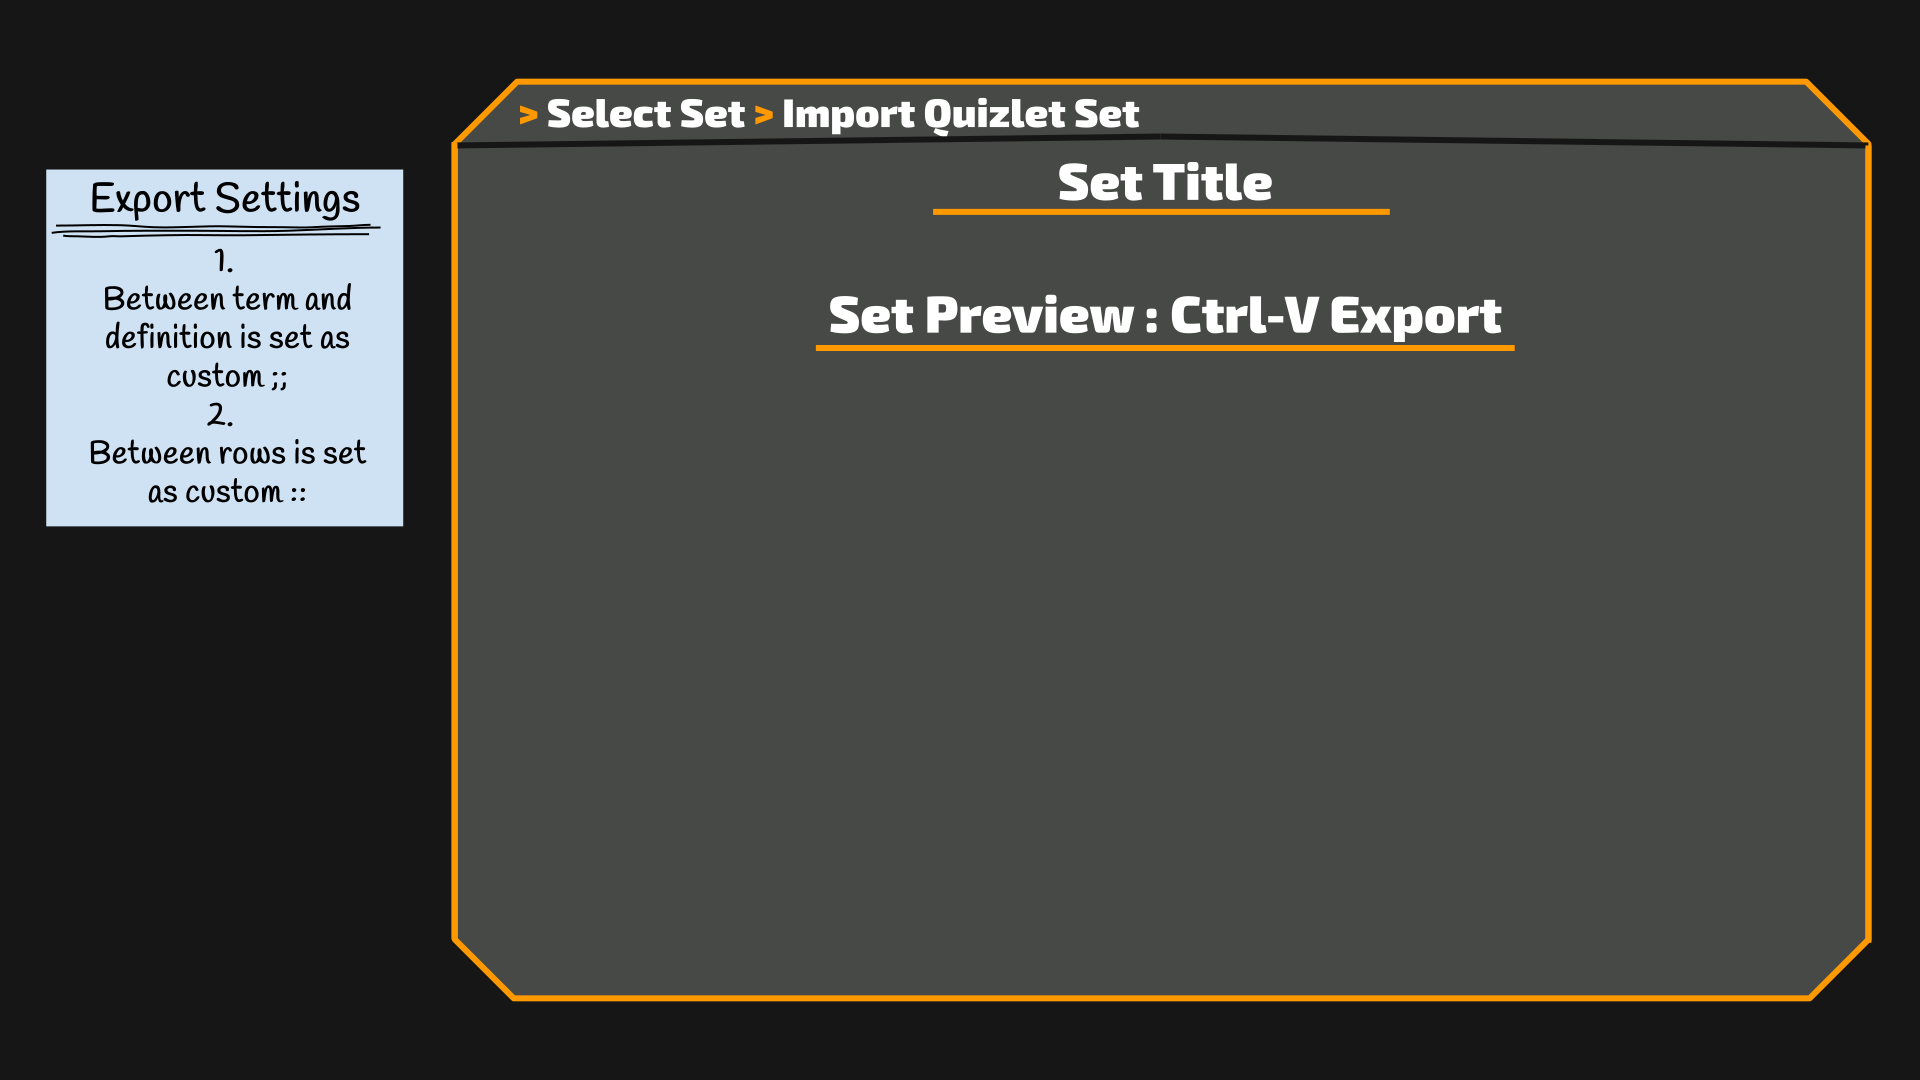 > Select Set > Import Quizlet Set
Set Title
Set Preview : Ctrl-V Export
Export Settings
1.
Between term and
definition is set as
custom ;;
2.
Between rows is set
as custom ::